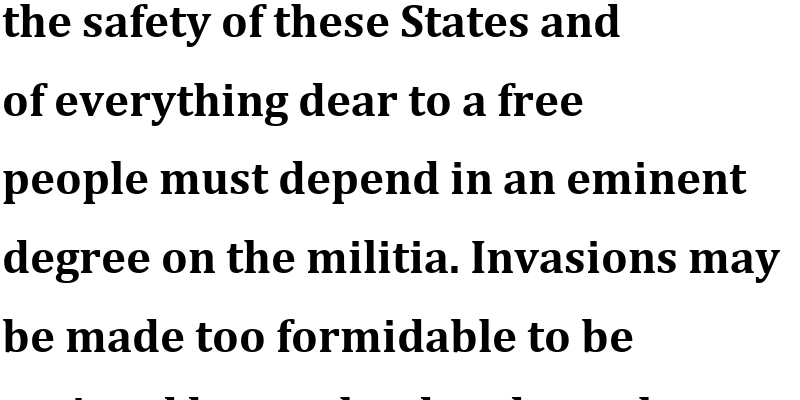 the safety of these States and
of everything dear to a free
people must depend in an eminent
degree on the militia. Invasions may
be made too formidable to be